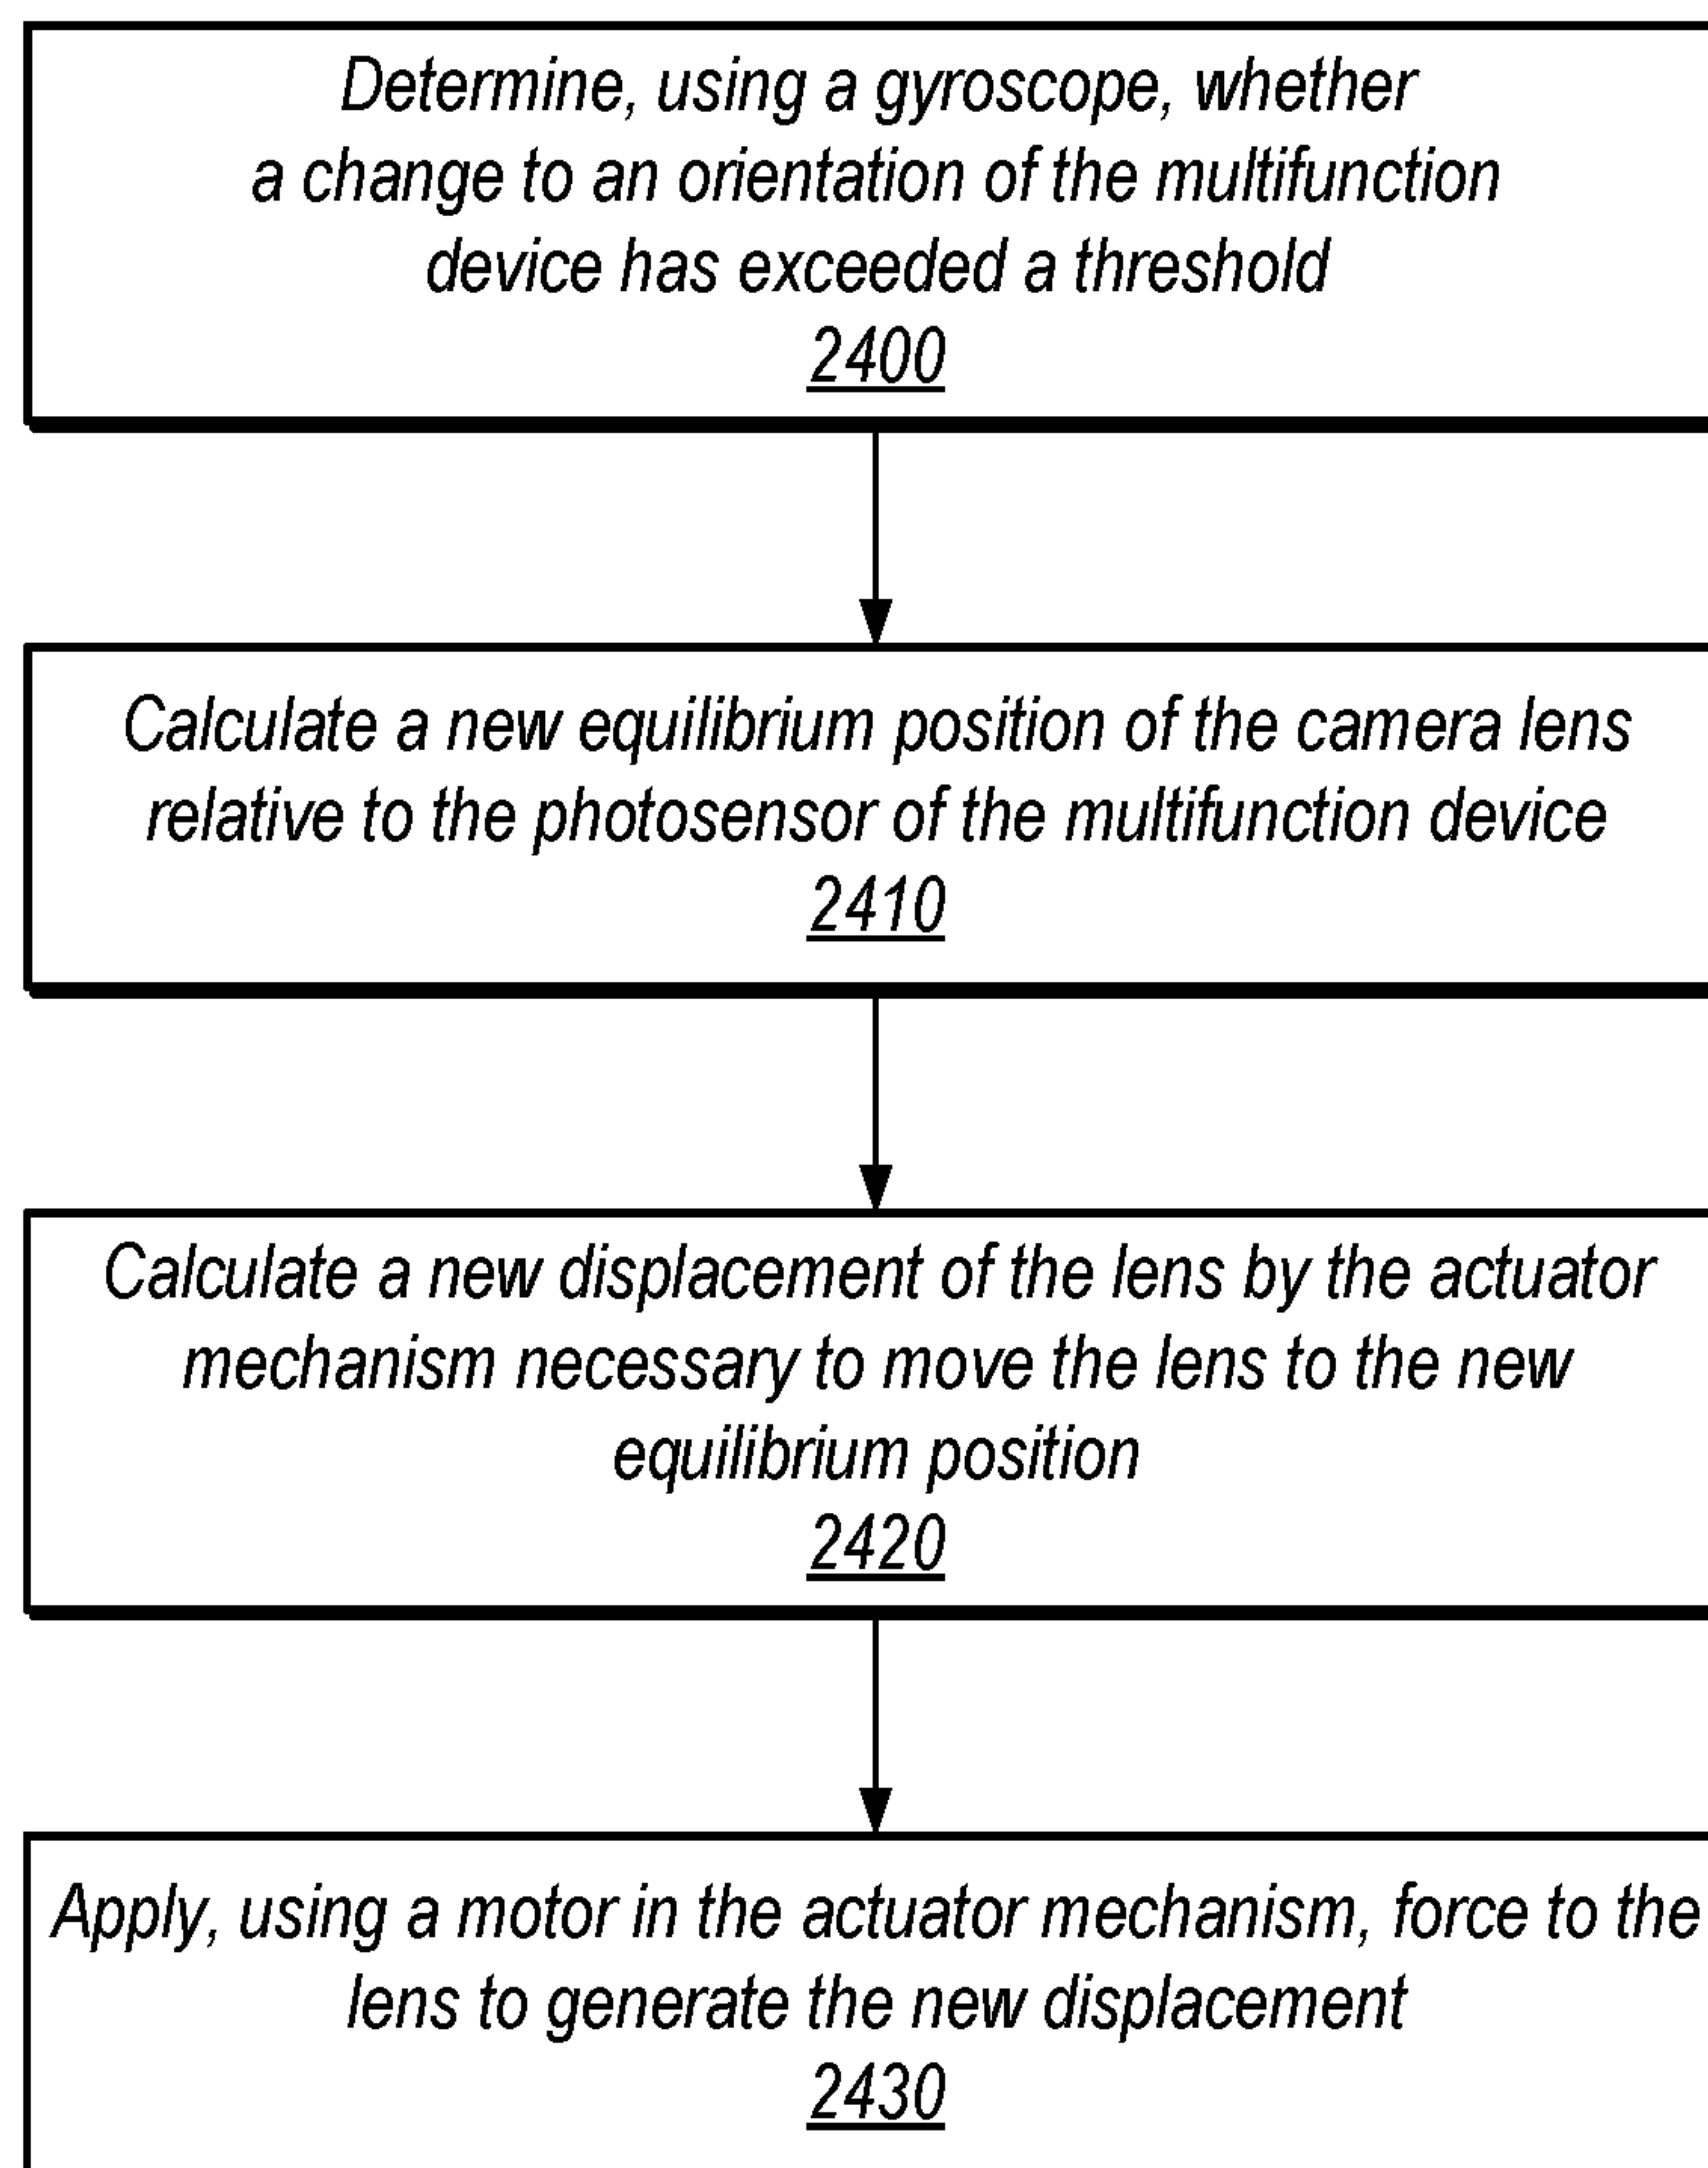 Determine, using a gyroscope, whether
a change to an orientation of the multifunction
device has exceeded a threshold
2400
Calculate a new equilibrium position of the camera lens
relative to the photosensor of the multifunction device
2410
Calculate a new displacement of the lens by the actuator
mechanism necessary to move the lens to the new
equilibrium position
2420
Apply, using a motor in the actuator mechanism, force to the
lens to generate the new displacement
2430